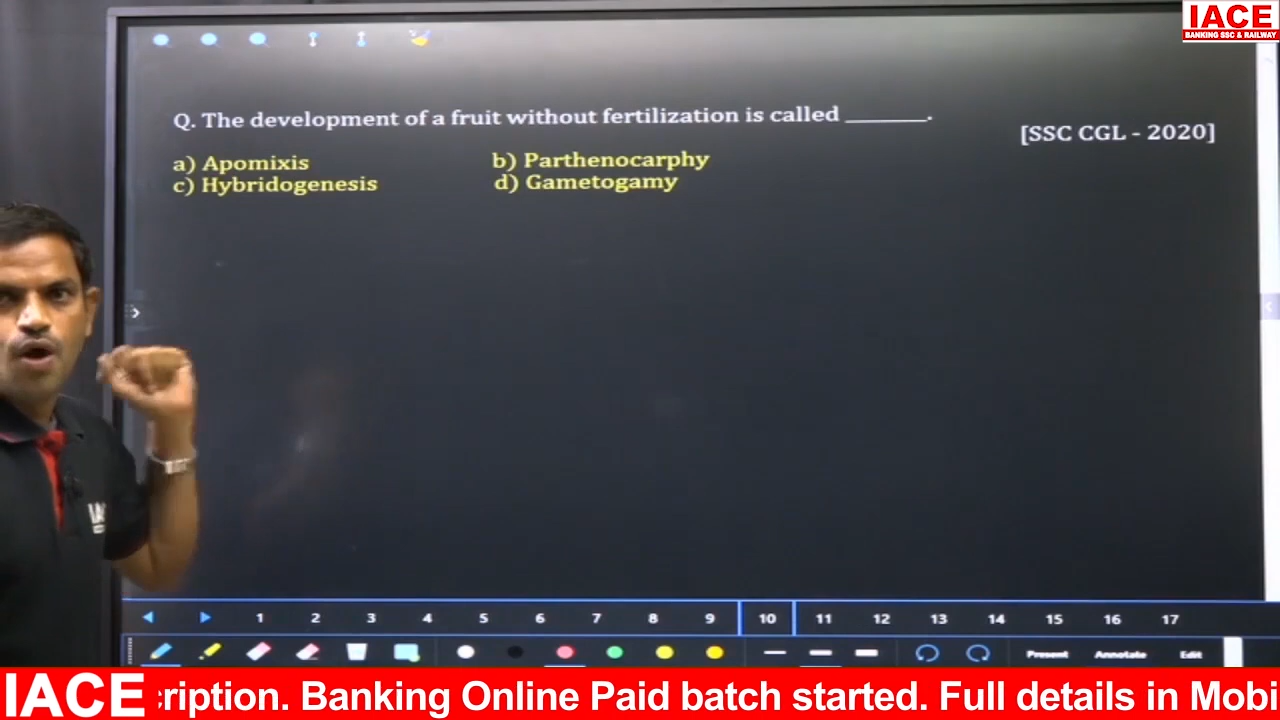 IACE
BANKING SSC & RAILWAY
Q. The development of a fruit without fertilization is called ________.
[SSC CGL - 2020]
a) Apomixis b) Parthenocarphy
c) Hybridogenesis d) Gametogamy
1 2 3 4 5 6 7 8 9 10 11 12 13 14 15 16 17
Present Annotate Edit
IACE cription. Banking Online Paid batch started. Full details in Mobi